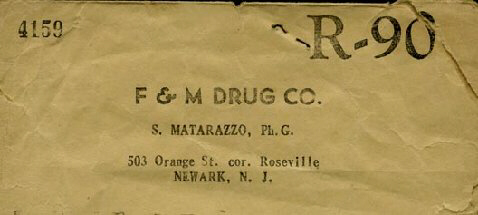 4159
R-90
F & M DRUG CO.
S. MATARAZZO, Ph.G.
503 Orange St. cor. Roseville
NEWARK, N. J.